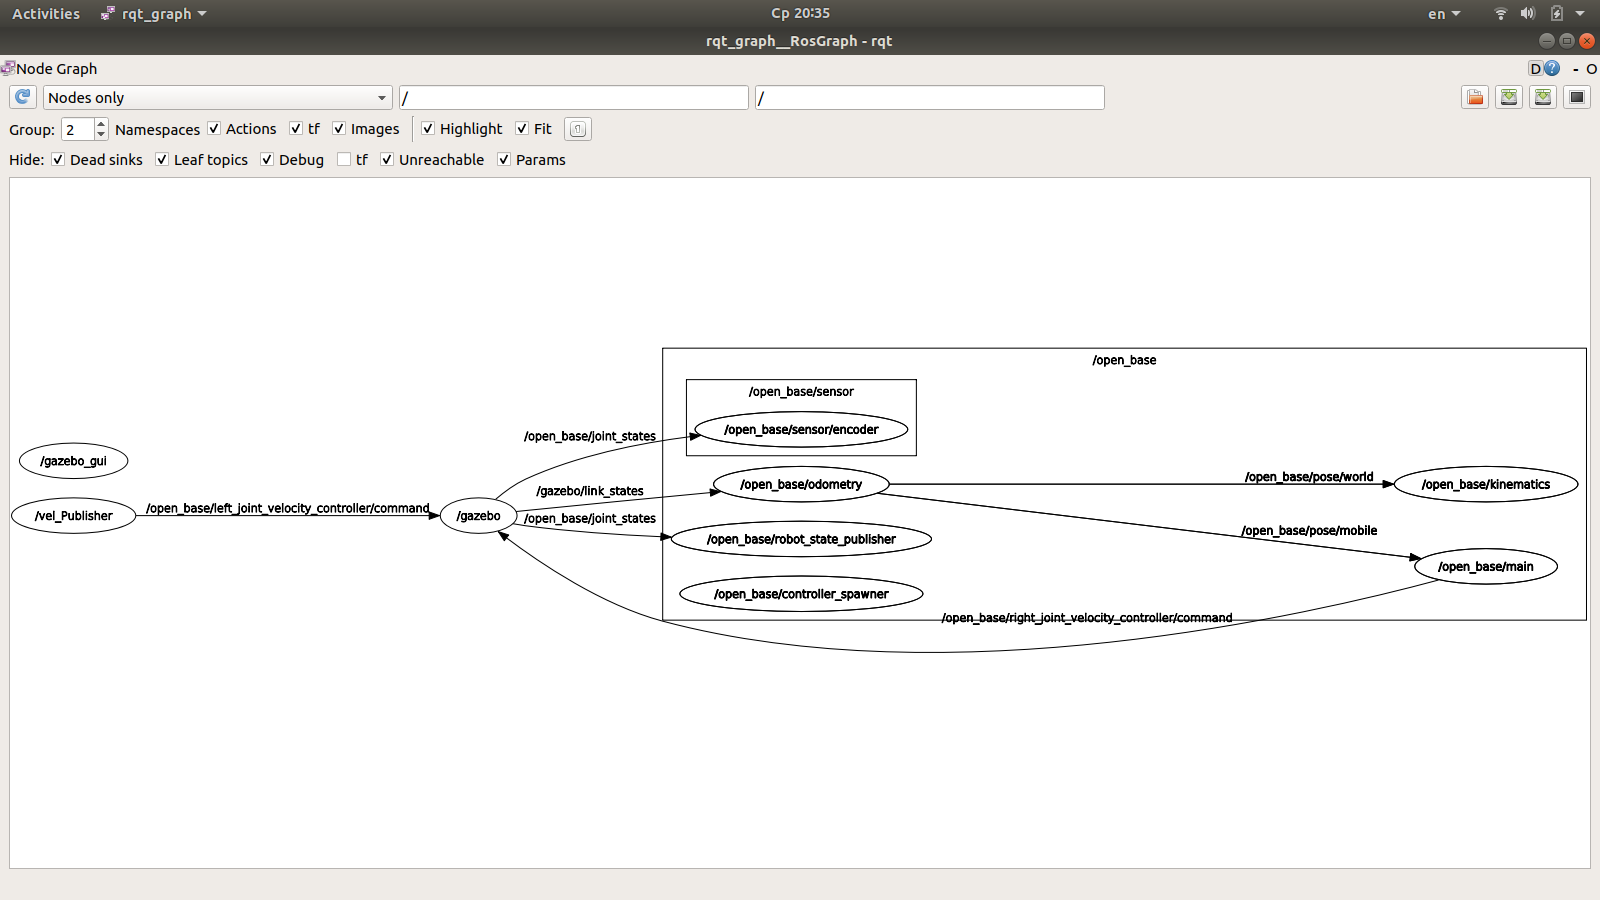 Activities rqt_graph Ср 20:35 en
rqt_graph__RosGraph - rqt
Node Graph D ? - O
Nodes only / /
Group: 2 Namespaces Actions tf Images Highlight Fit
Hide: Dead sinks Leaf topics Debug tf Unreachable Params
/open_base
/open_base/sensor
/open_base/sensor/encoder
/open_base/joint_states
/gazebo_gui
/gazebo/link_states
/open_base/odometry
/open_base/pose/world
/open_base/kinematics
/vel_Publisher
/open_base/left_joint_velocity_controller/command
/gazebo
/open_base/joint_states
/open_base/robot_state_publisher
/open_base/pose/mobile
/open_base/main
/open_base/controller_spawner
/open_base/right_joint_velocity_controller/command